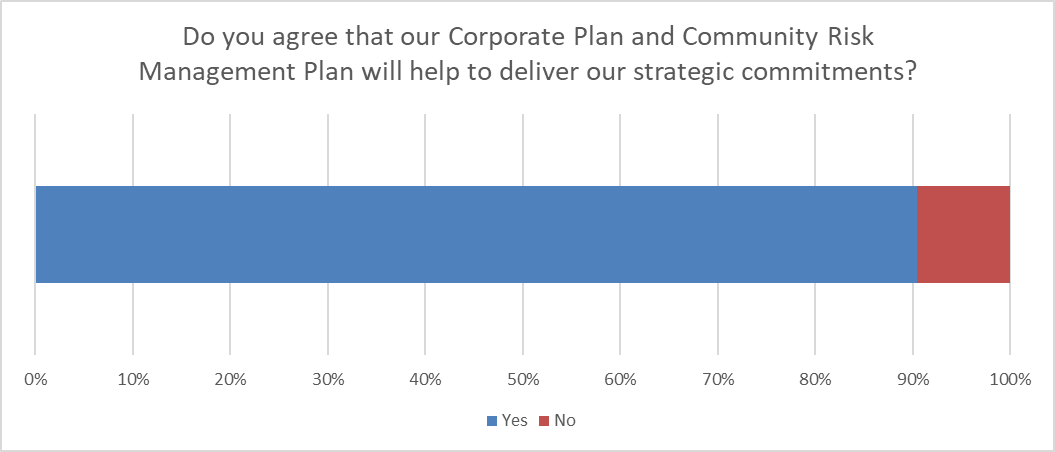 Do you agree that our Corporate Plan and Community Risk
Management Plan will help to deliver our strategic commitments?
0% 10% 20% 30% 40% 50% 60% 70% 80% 90% 100%
Yes No